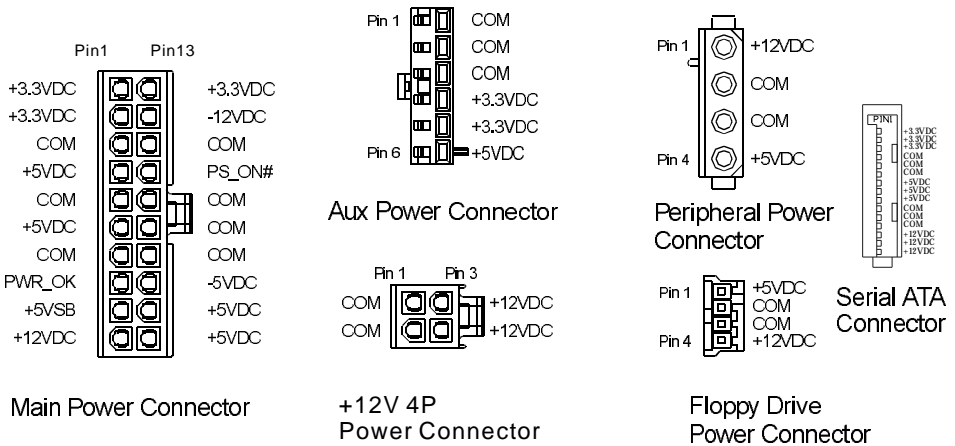 Pin1 Pin13
+3.3VDC +3.3VDC
+3.3VDC -12VDC
COM COM
+5VDC PS_ON#
COM COM
+5VDC COM
COM COM
PWR_OK -5VDC
+5VSB +5VDC
+12VDC +5VDC
Main Power Connector
Pin 1 COM
COM
COM
+3.3VDC
+3.3VDC
Pin 6 +5VDC
Aux Power Connector
Pin 1 Pin 3
COM +12VDC
COM +12VDC
+12V 4P
Power Connector
Pin 1 +12VDC
COM
COM
Pin 4 +5VDC
Peripheral Power
Connector
Pin 1 +5VDC
COM
COM
Pin 4 +12VDC
Floppy Drive
Power Connector
PIN1
+3.3VDC
+3.3VDC
+3.3VDC
COM
COM
COM
+5VDC
+5VDC
+5VDC
COM
COM
COM
+12VDC
+12VDC
+12VDC
Serial ATA
Connector